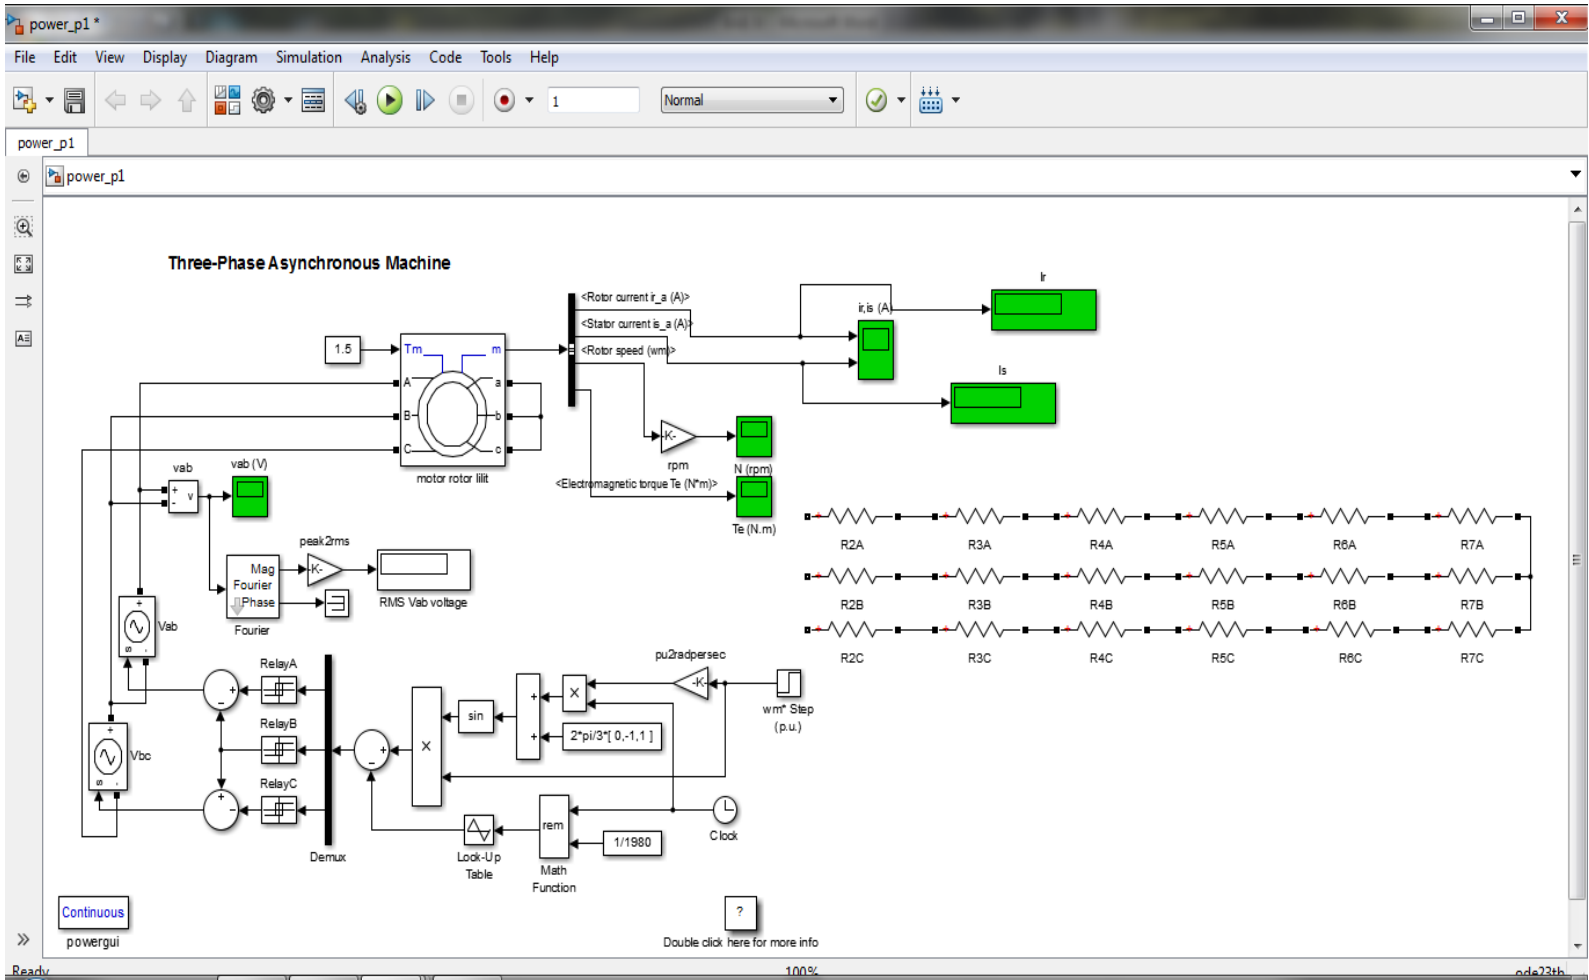 power_p1 *
File Edit View Display Diagram Simulation Analysis Code Tools Help
1
Normal
power_p1
power_p1
Three-Phase Asynchronous Machine
1.5
Tm m
A a
B b
C c
motor rotor lilit
<Rotor current ir_a (A)>
<Stator current is_a (A)>
<Rotor speed (wm)>
<Electromagnetic torque Te (N*m)>
ir,is (A)
Ir
Is
-K-
rpm
N (rpm)
Te (N.m)
vab
+
-
v
vab (V)
Mag
Fourier
Phase
Fourier
peak2rms
-K-
RMS Vab voltage
Vab
Vbc
RelayA
RelayB
RelayC
Demux
X
sin
X
2*pi/3*[ 0,-1,1 ]
pu2radpersec
-K-
wm* Step
(p.u.)
Look-Up
Table
rem
Math
Function
1/1980
Clock
R2A R3A R4A R5A R6A R7A
R2B R3B R4B R5B R6B R7B
R2C R3C R4C R5C R6C R7C
Continuous
powergui
?
Double click here for more info
Ready 100% ode23tb